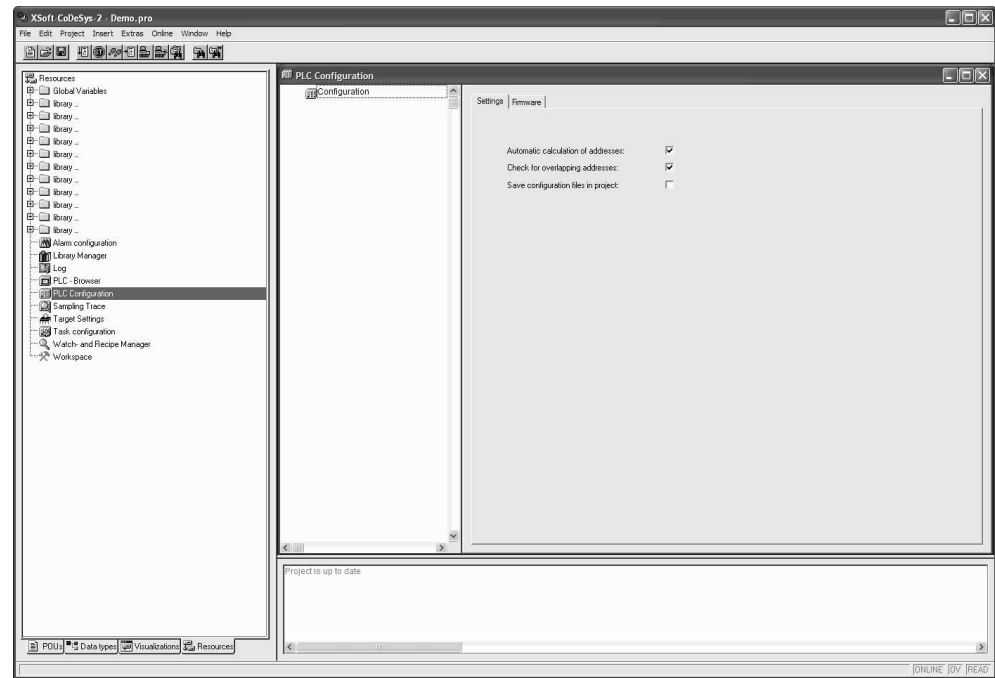 XSoft-CoDeSys-2 - Demo.pro
File Edit Project Insert Extras Online Window Help
Resources
Global Variables
library ..
library ..
library ..
library ..
library ..
library ..
library ..
library ..
library ..
library ..
library ..
Alarm configuration
Library Manager
Log
PLC - Browser
PLC Configuration
Sampling Trace
Target Settings
Task configuration
Watch- and Recipe Manager
Workspace
POUs Data types Visualizations Resources
PLC Configuration
Configuration
Settings Firmware
Automatic calculation of addresses:
Check for overlapping addresses:
Save configuration files in project:
Project is up to date
ONLINE OV READ